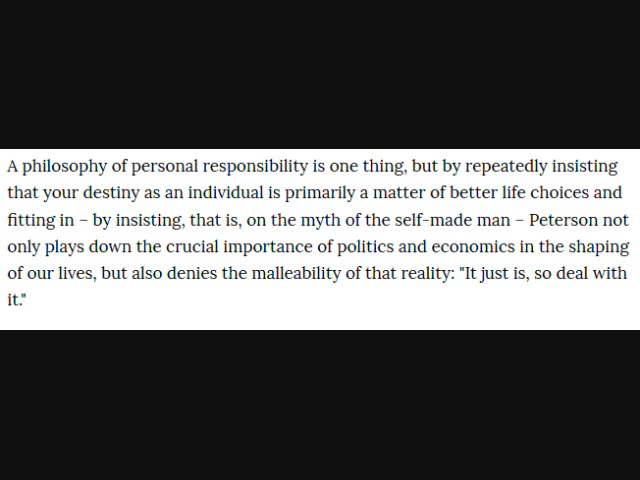 A philosophy of personal responsibility is one thing, but by repeatedly insisting
that your destiny as an individual is primarily a matter of better life choices and
fitting in – by insisting, that is, on the myth of the self-made man – Peterson not
only plays down the crucial importance of politics and economics in the shaping
of our lives, but also denies the malleability of that reality: "It just is, so deal with
it."